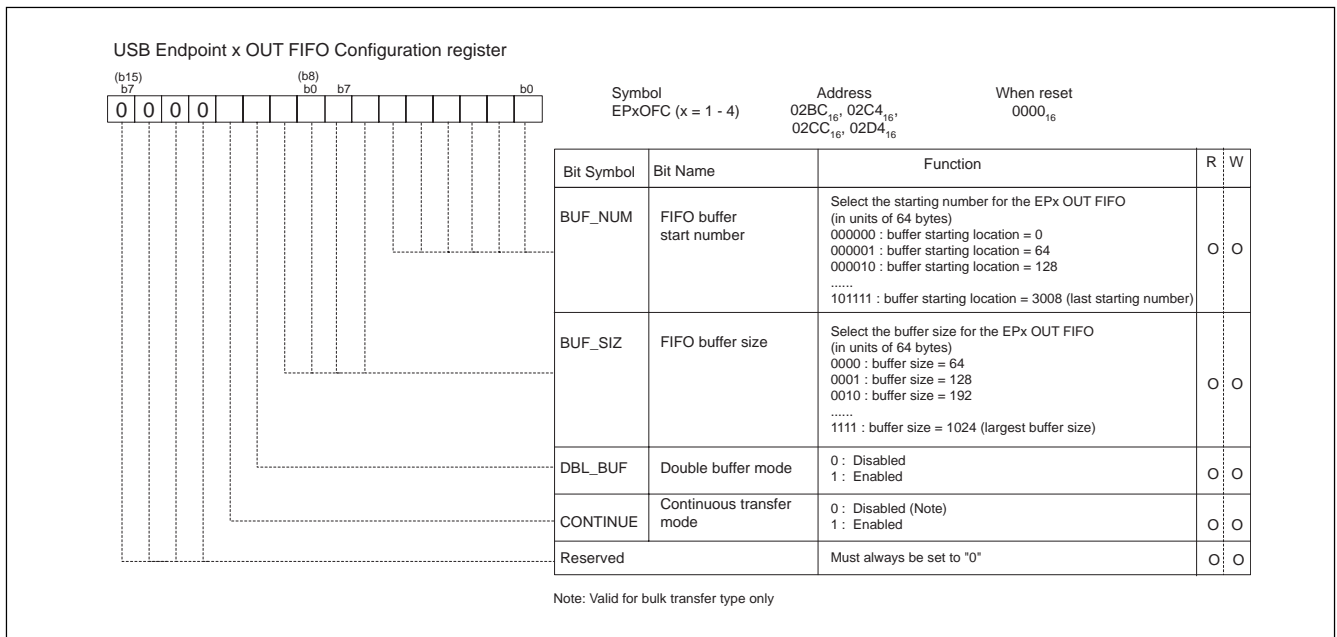 USB Endpoint x OUT FIFO Configuration register
(b15) (b8)
b7 b0 b7 b0
0 0 0 0
Symbol Address When reset
EPxOFC (x = 1 - 4) 02BC16, 02C416, 000016
02CC16, 02D416
Bit Symbol Bit Name Function R W
BUF_NUM FIFO buffer start number
Select the starting number for the EPx OUT FIFO
(in units of 64 bytes)
000000 : buffer starting location = 0
000001 : buffer starting location = 64
000010 : buffer starting location = 128
......
101111 : buffer starting location = 3008 (last starting number)
O O
BUF_SIZ FIFO buffer size
Select the buffer size for the EPx OUT FIFO
(in units of 64 bytes)
0000 : buffer size = 64
0001 : buffer size = 128
0010 : buffer size = 192
......
1111 : buffer size = 1024 (largest buffer size)
O O
DBL_BUF Double buffer mode
0 : Disabled
1 : Enabled
O O
CONTINUE Continuous transfer mode
0 : Disabled (Note)
1 : Enabled
O O
Reserved Must always be set to "0" O O
Note: Valid for bulk transfer type only